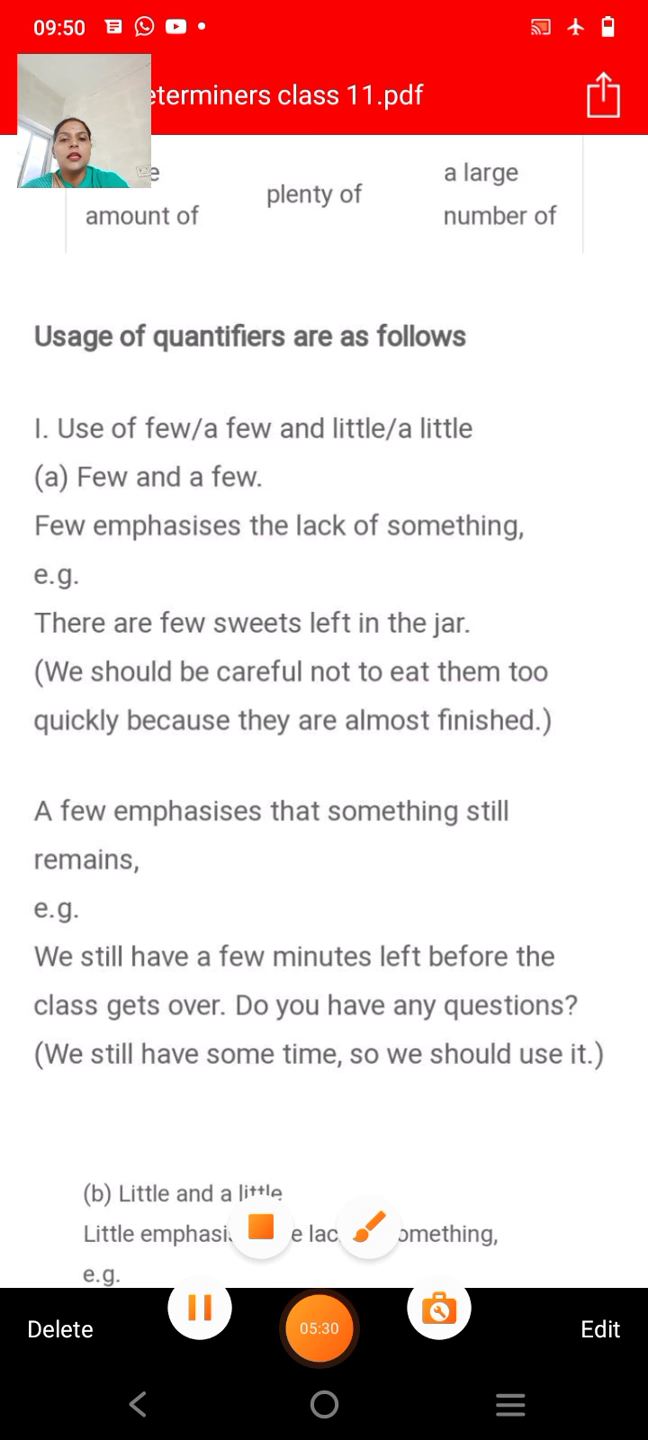 09:50
eterminers class 11.pdf
e
amount of
plenty of
a large
number of
Usage of quantifiers are as follows
I. Use of few/a few and little/a little
(a) Few and a few.
Few emphasises the lack of something,
e.g.
There are few sweets left in the jar.
(We should be careful not to eat them too
quickly because they are almost finished.)
A few emphasises that something still
remains,
e.g.
We still have a few minutes left before the
class gets over. Do you have any questions?
(We still have some time, so we should use it.)
(b) Little and a little
Little emphasi e lac omething,
e.g.
Delete
05:30
Edit